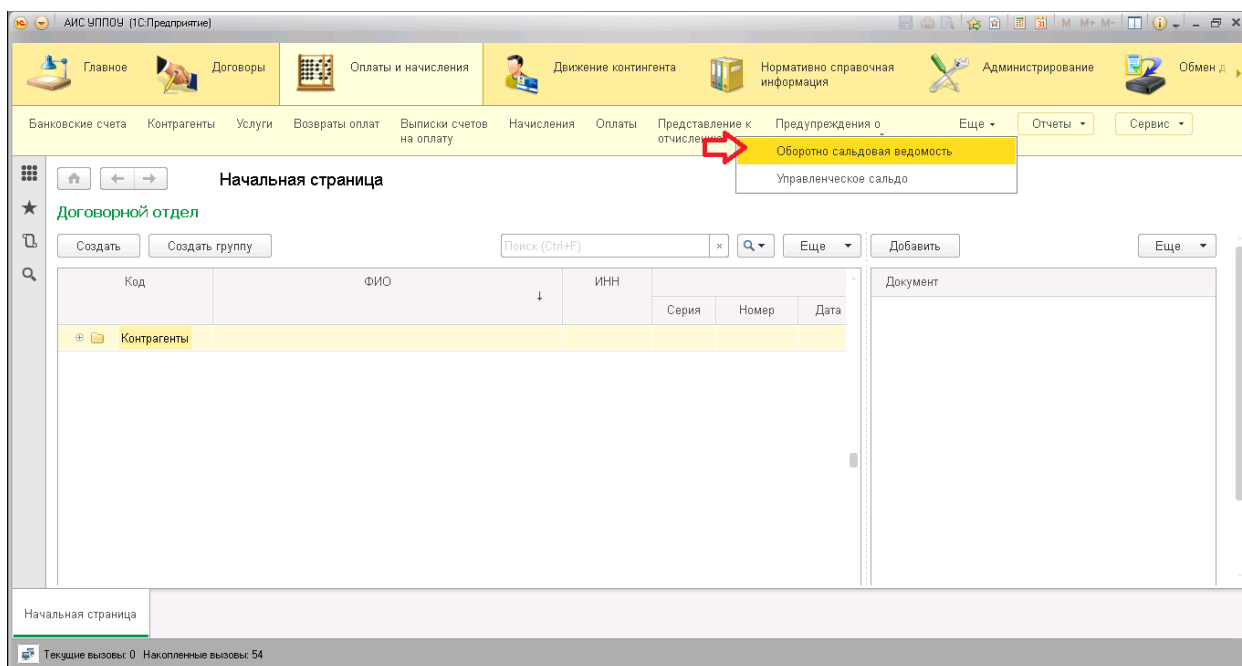 АИС УППОУ (1С:Предприятие)
M M+ M-
31
Главное
Договоры
Оплаты и начисления
Движение контингента
Нормативно справочная
информация
Администрирование
Обмен д
Банковские счета
Контрагенты
Услуги
Возвраты оплат
Выписки счетов
на оплату
Начисления
Оплаты
Представление к
отчислению
Предупреждения о
Еще
Отчеты
Сервис
Оборотно сальдовая ведомость
Управленческое сальдо
Начальная страница
Договорной отдел
Создать
Создать группу
Поиск (Ctrl+F)
×
Еще
Добавить
Еще
Код
ФИО
↓
ИНН
Серия
Номер
Дата
Документ
Контрагенты
Начальная страница
Текущие вызовы: 0 Накопленные вызовы: 54